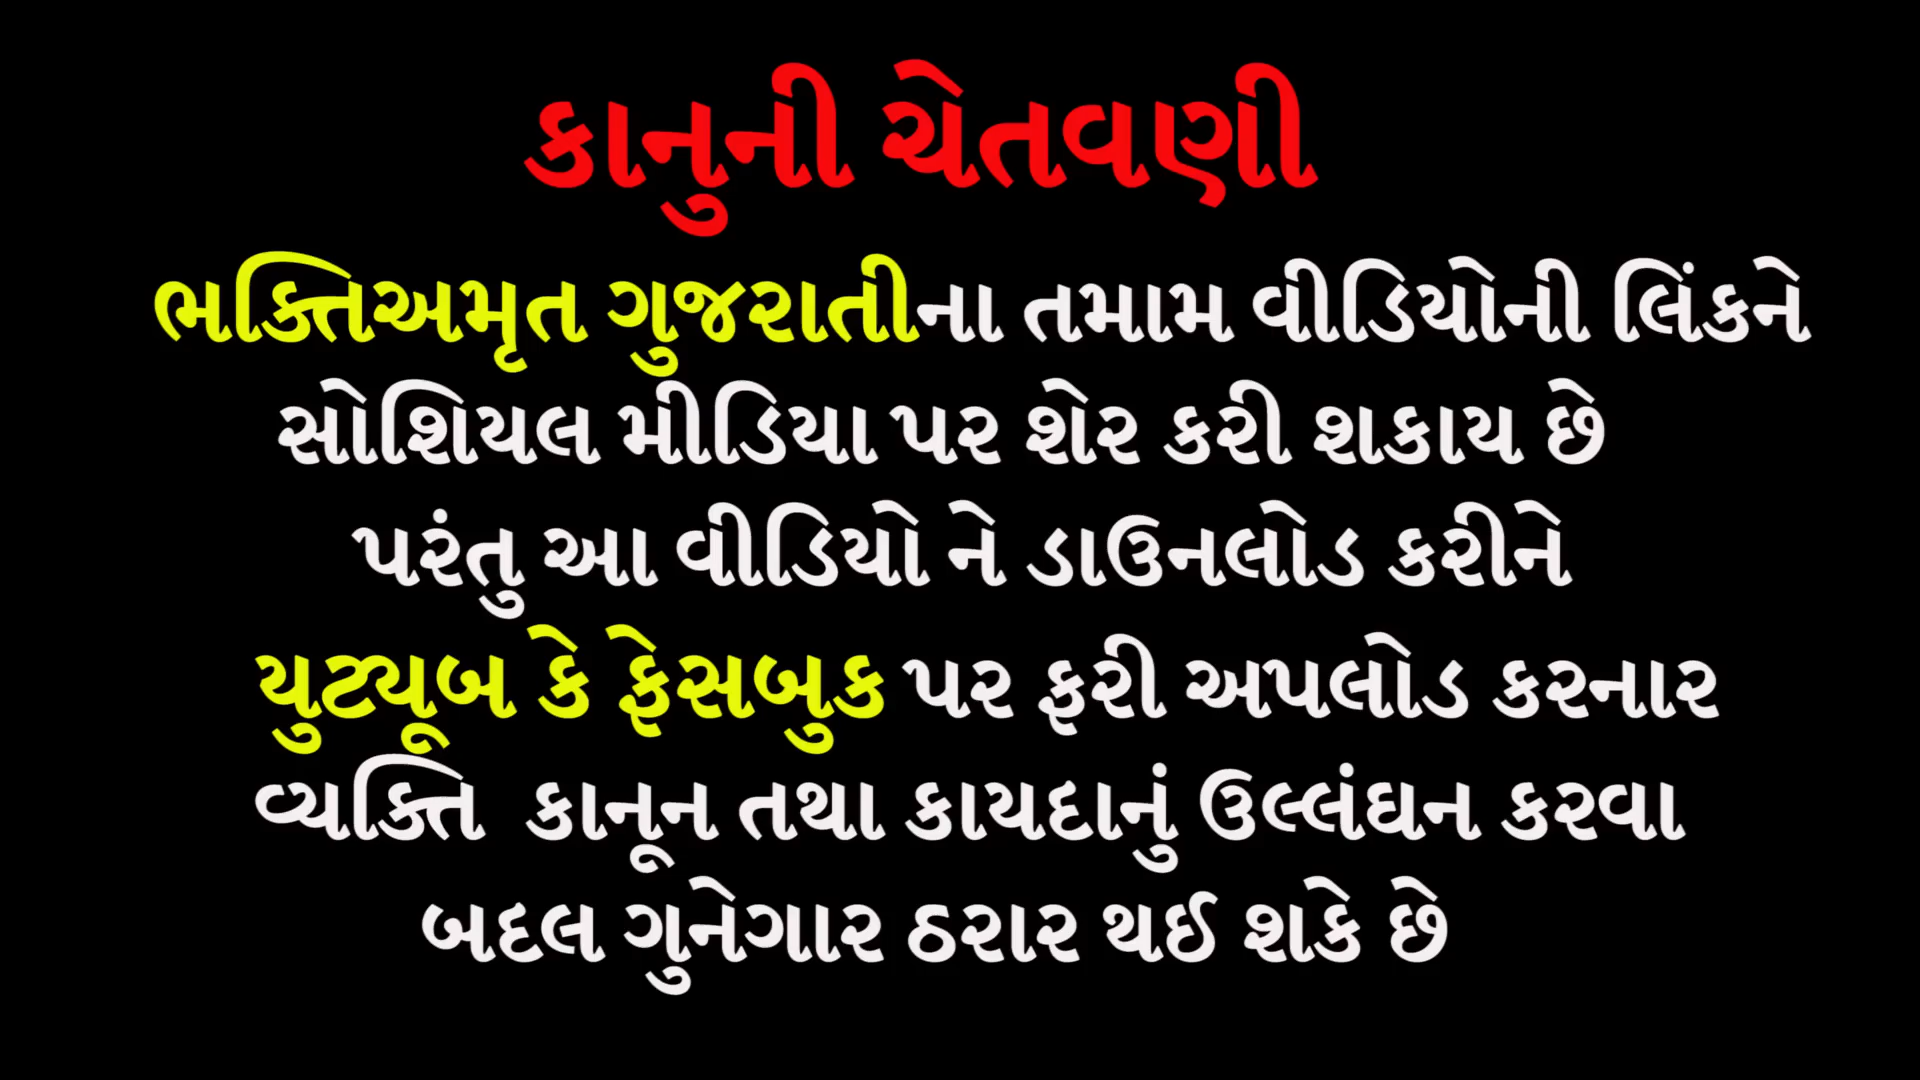 કાનુની ચેતવણી
ભક્તિઅમૃત ગુજરાતીના તમામ વીડિયોની લિંકને
સોશિયલ મીડિયા પર શેર કરી શકાય છે
પરંતુ આ વીડિયો ને ડાઉનલોડ કરીને
યુટ્યૂબ કે ફેસબુક પર ફરી અપલોડ કરનાર
વ્યક્તિ કાનૂન તથા કાયદાનું ઉલ્લંઘન કરવા
બદલ ગુનેગાર ઠરાર થઈ શકે છે